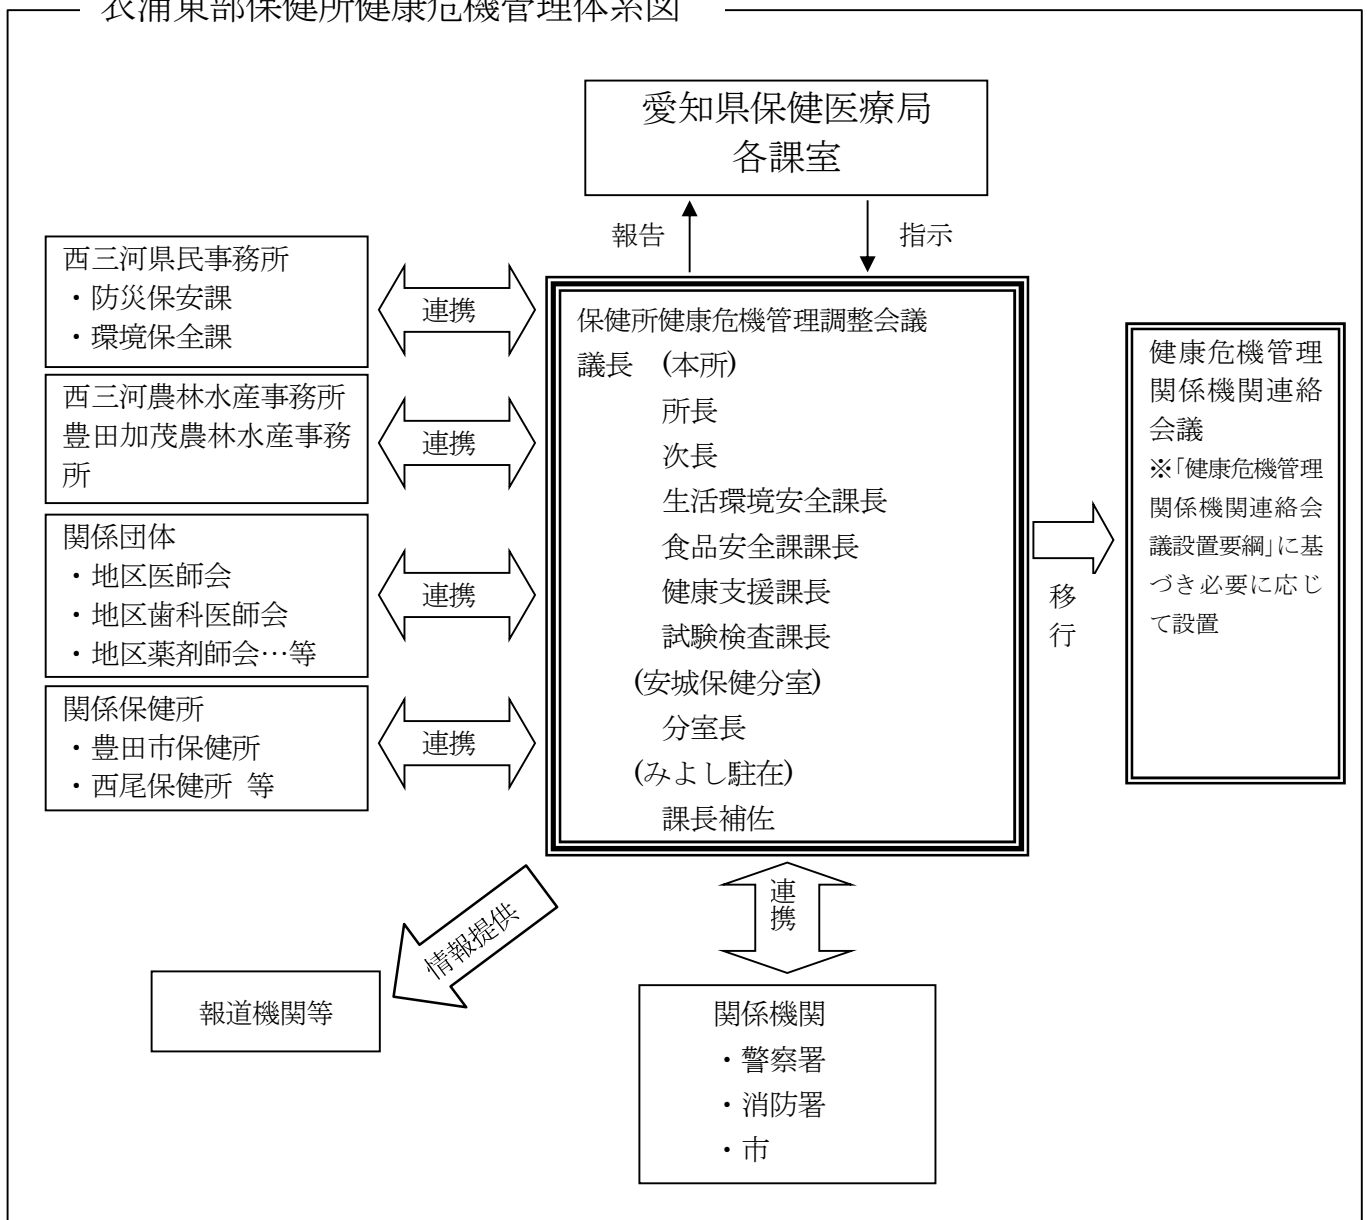 衣浦東部保健所健康危機管理体系図
愛知県保健医療局
各課室
報告
指示
西三河県民事務所
・防災保安課
・環境保全課
連携
西三河農林水産事務所
豊田加茂農林水産事務
所
連携
関係団体
・地区医師会
・地区歯科医師会
・地区薬剤師会…等
連携
関係保健所
・豊田市保健所
・西尾保健所 等
連携
保健所健康危機管理調整会議
議長 (本所)
所長
次長
生活環境安全課長
食品安全課課長
健康支援課長
試験検査課長
(安城保健分室)
分室長
(みよし駐在)
課長補佐
移
行
健康危機管理
関係機関連絡
会議
※「健康危機管理
関係機関連絡会
議設置要綱」に基
づき必要に応じ
て設置
情報提供
報道機関等
連
携
関係機関
・警察署
・消防署
・市